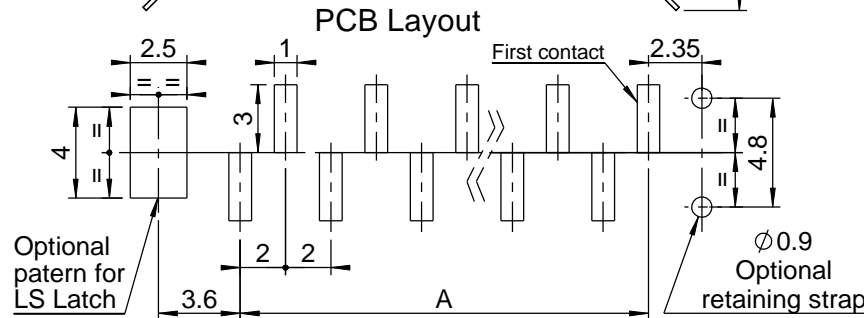 PCB Layout
2.5
1
First contact
2.35
= =
3
4
=
=
=
=
4.8
Optional
patern for
LS Latch
2
2
3.6
A
Ø0.9
Optional
retaining strap